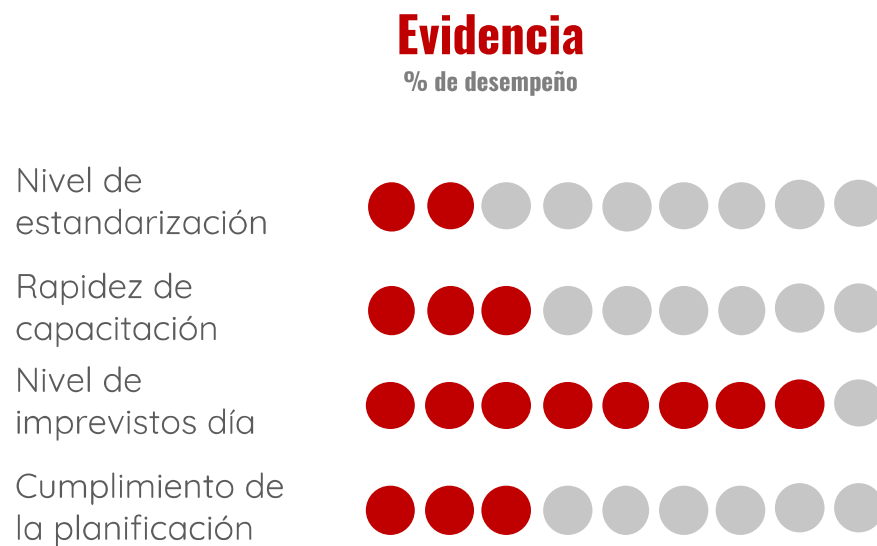 Evidencia
% de desempeño
Nivel de
estandarización
Rapidez de
capacitación
Nivel de
imprevistos día
Cumplimiento de
la planificación